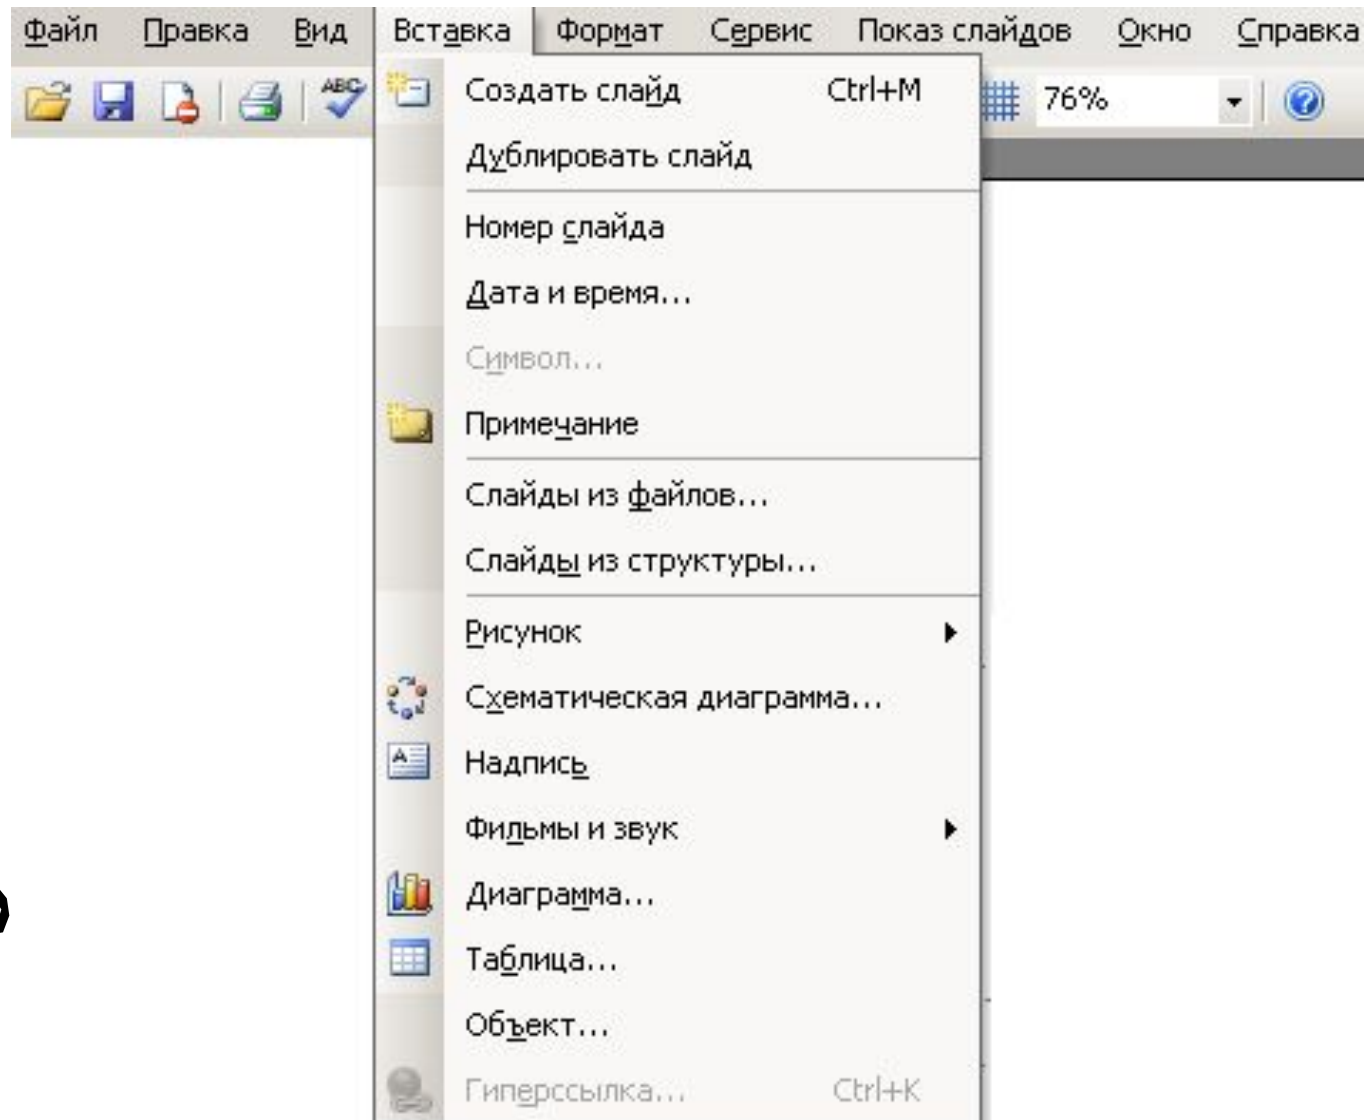 Файл Правка Вид Вставка Формат Сервис Показ слайдов Окно Справка
ABC 76%
Создать слайд Ctrl+M
Дублировать слайд
Номер слайда
Дата и время...
Символ...
Примечание
Слайды из файлов...
Слайды из структуры...
Рисунок
Схематическая диаграмма...
Надпись
Фильмы и звук
Диаграмма...
Таблица...
Объект...
Гиперссылка... Ctrl+K